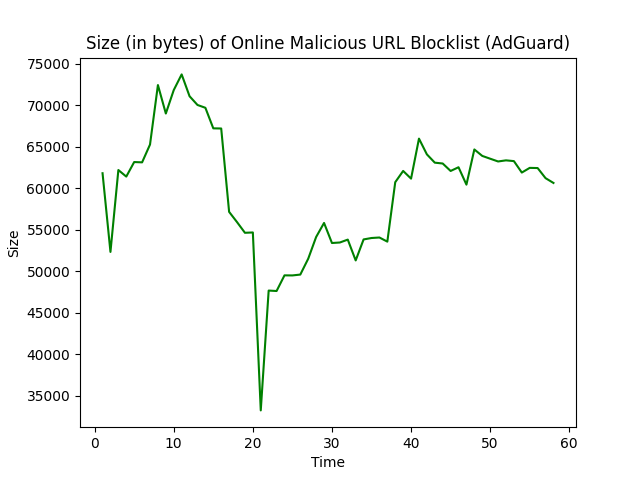 Size (in bytes) of Online Malicious URL Blocklist (AdGuard)
75000
70000
65000
60000
55000
50000
45000
40000
35000
Size
0 10 20 30 40 50 60
Time